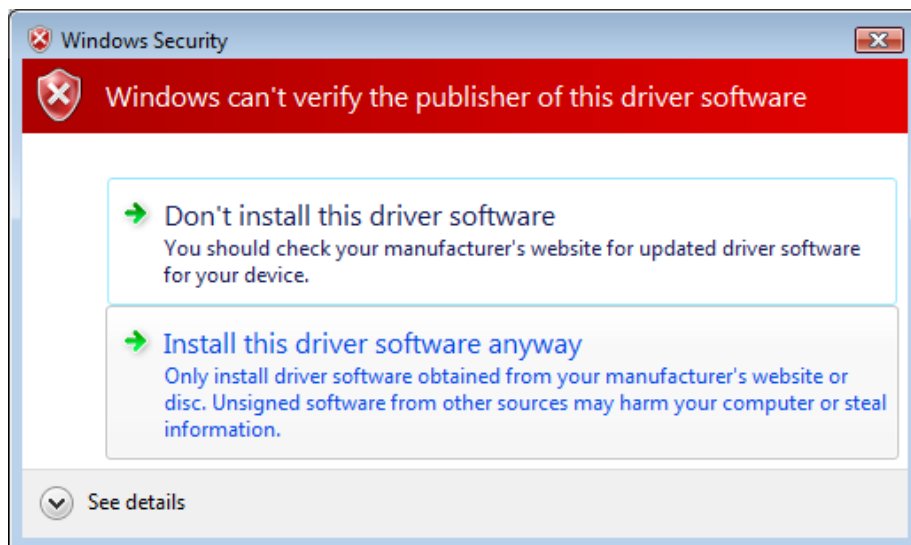 Windows Security
Windows can't verify the publisher of this driver software
Don't install this driver software
You should check your manufacturer's website for updated driver software
for your device.
Install this driver software anyway
Only install driver software obtained from your manufacturer's website or
disc. Unsigned software from other sources may harm your computer or steal
information.
See details